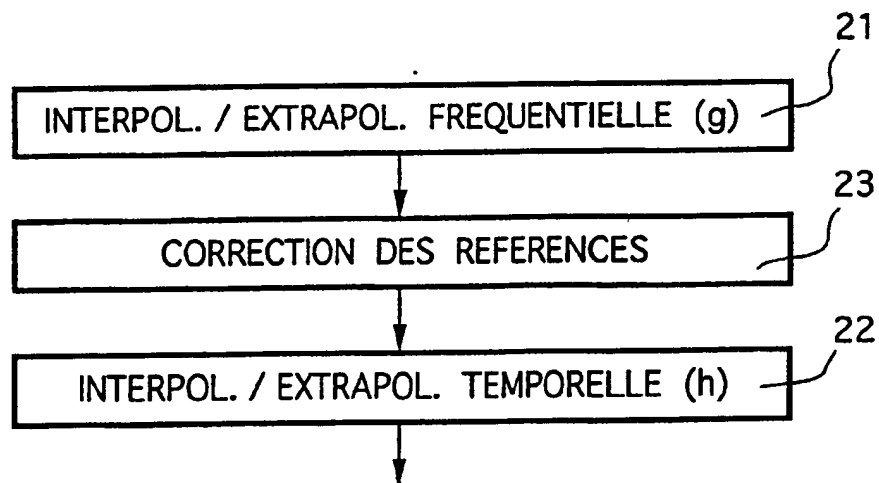 21
INTERPOL. / EXTRAPOL. FREQUENTIELLE (g)
23
CORRECTION DES REFERENCES
22
INTERPOL. / EXTRAPOL. TEMPORELLE (h)